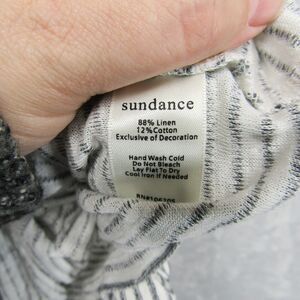 sundance
88% Linen
12%Cotton
Exclusive of Decoration
Hand Wash Cold
Do Not Bleach
Lay Flat To Dry
Cool Iron if Needed